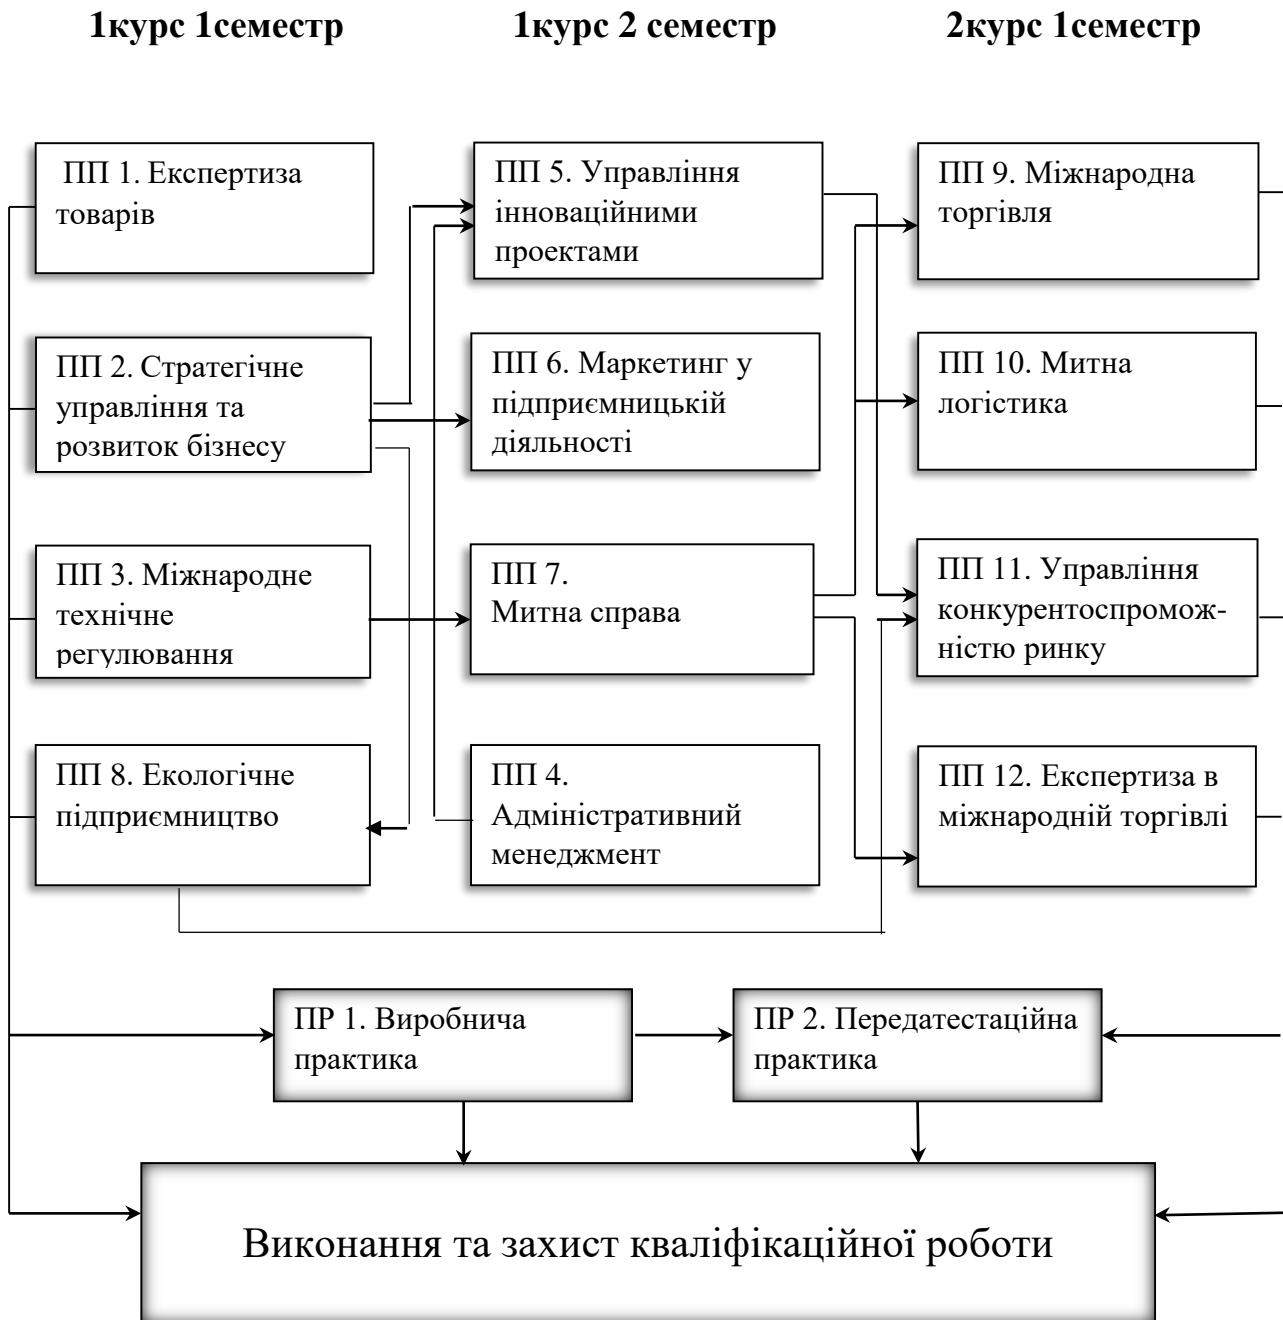 1курс 1семестр
1курс 2 семестр
2курс 1семестр
ПП 1. Експертиза
товарів
ПП 5. Управління
інноваційними
проектами
ПП 9. Міжнародна
торгівля
ПП 2. Стратегічне
управління та
розвиток бізнесу
ПП 6. Маркетинг у
підприємницькій
діяльності
ПП 10. Митна
логістика
ПП 3. Міжнародне
технічне
регулювання
ПП 7.
Митна справа
ПП 11. Управління
конкурентоспромож-
ністю ринку
ПП 8. Екологічне
підприємництво
ПП 4.
Адміністративний
менеджмент
ПП 12. Експертиза в
міжнародній торгівлі
ПР 1. Виробнича
практика
ПР 2. Передатестаційна
практика
Виконання та захист кваліфікаційної роботи